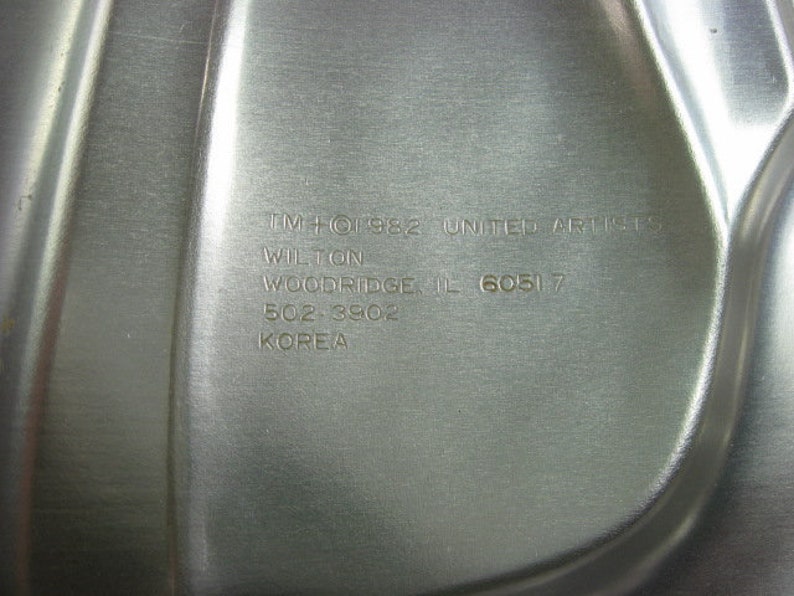 TM+©1982 UNITED ARTISTS
WILTON
WOODRIDGE, IL 60517
502-3902
KOREA